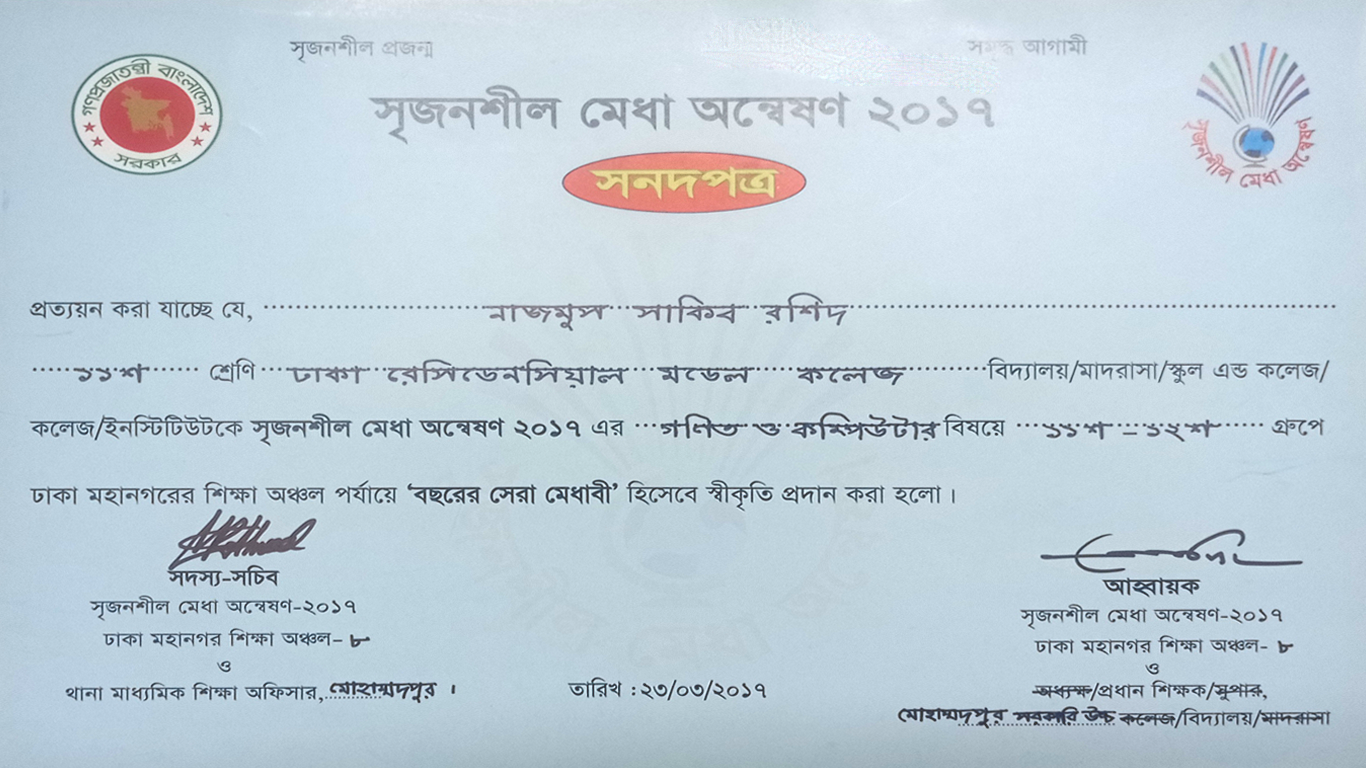 সৃজনশীল প্রজন্ম
সমৃদ্ধ আগামী
গণপ্রজাতন্ত্রী বাংলাদেশ
সরকার
সৃজনশীল মেধা অন্বেষণ
সৃজনশীল মেধা অন্বেষণ ২০১৭
সনদপত্র
প্রত্যয়ন করা যাচ্ছে যে, নাজমুস সাকিব রশিদ
১১শ শ্রেণি ঢাকা রেসিডেনসিয়াল মডেল কলেজ বিদ্যালয়/মাদরাসা/স্কুল এন্ড কলেজ/
কলেজ/ইনস্টিটিউটকে সৃজনশীল মেধা অন্বেষণ ২০১৭ এর গণিত ও কম্পিউটার বিষয়ে ১১শ - ১২শ গ্রুপে
ঢাকা মহানগরের শিক্ষা অঞ্চল পর্যায়ে ‘বছরের সেরা মেধাবী’ হিসেবে স্বীকৃতি প্রদান করা হলো।
সদস্য-সচিব
সৃজনশীল মেধা অন্বেষণ-২০১৭
ঢাকা মহানগর শিক্ষা অঞ্চল- ৮
ও
থানা মাধ্যমিক শিক্ষা অফিসার, মোহাম্মদপুর ।
তারিখ : ২৩/০৩/২০১৭
আহ্বায়ক
সৃজনশীল মেধা অন্বেষণ-২০১৭
ঢাকা মহানগর শিক্ষা অঞ্চল- ৮
ও
অধ্যক্ষ/প্রধান শিক্ষক/সুপার,
মোহাম্মদপুর সরকারি উচ্চ কলেজ/বিদ্যালয়/মাদরাসা